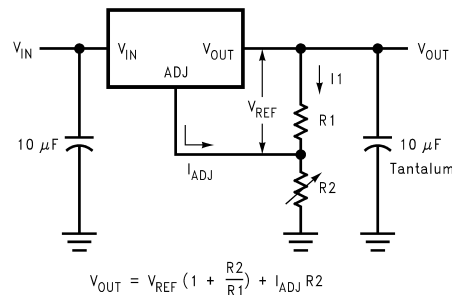 V_IN
V_IN V_OUT
ADJ
V_OUT
I1
V_REF
R1
10 μF
10 μF
Tantalum
I_ADJ
R2
V_OUT = V_REF (1 + R2/R1) + I_ADJ R2